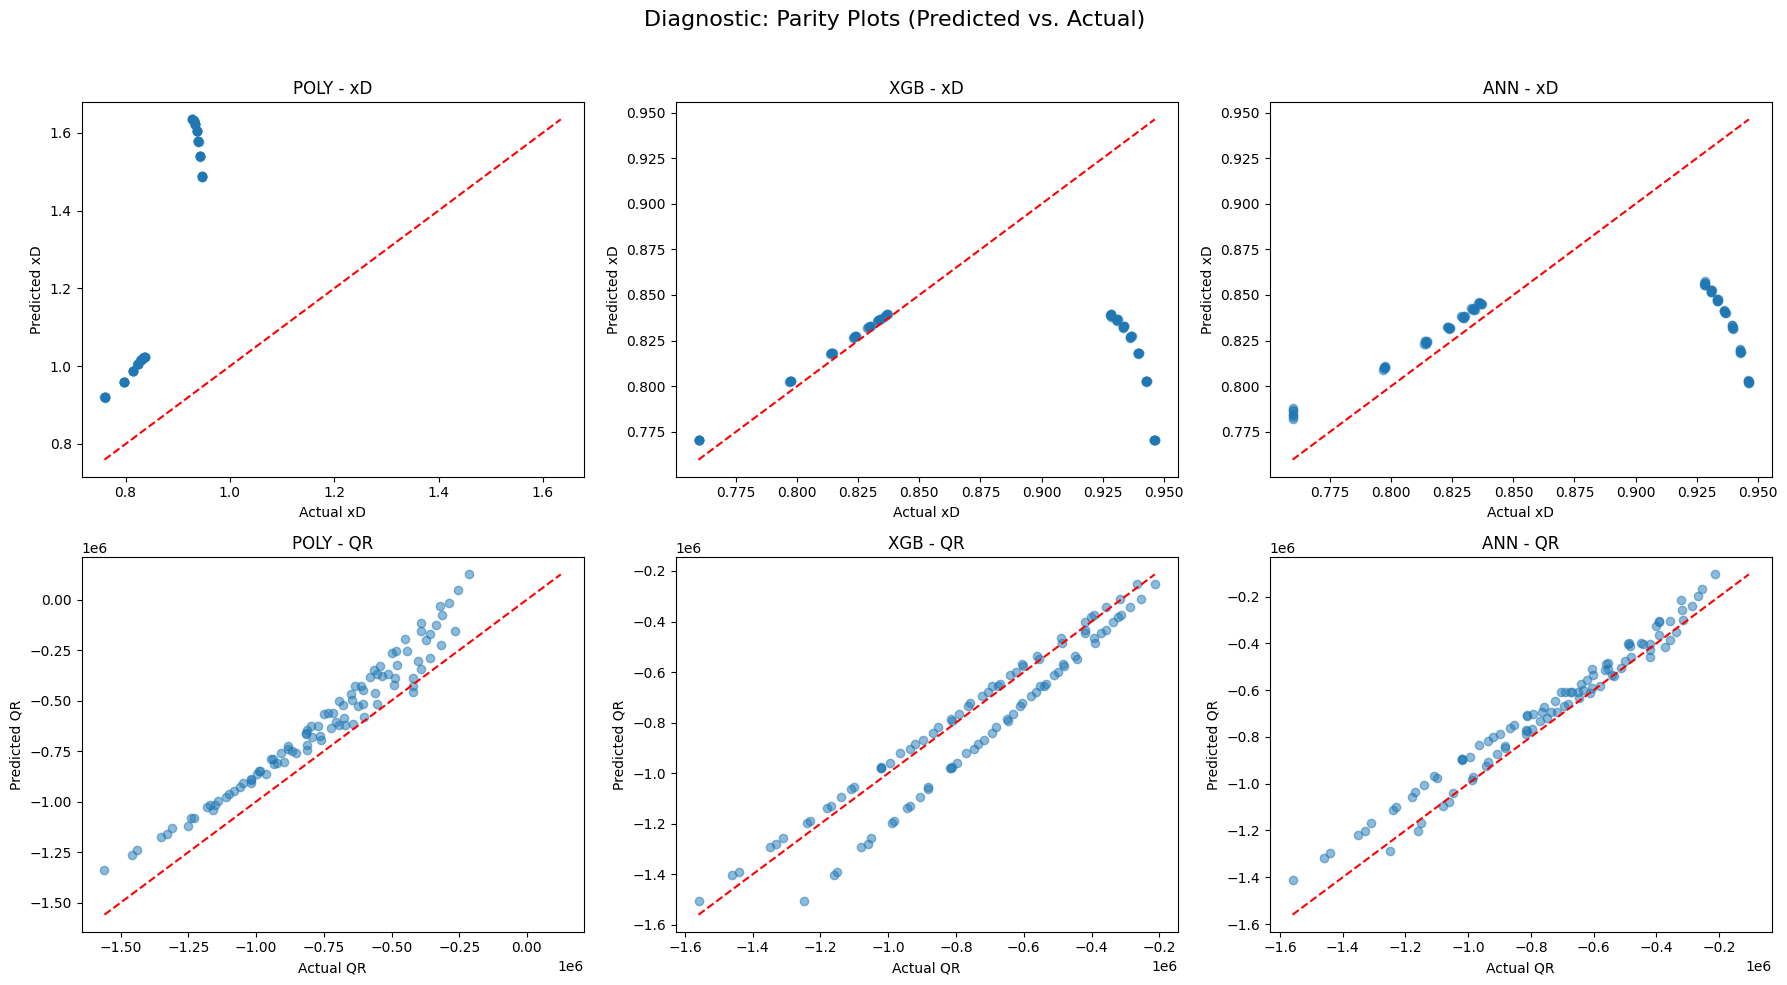 Diagnostic: Parity Plots (Predicted vs. Actual)
POLY - xD
XGB - xD
ANN - xD
Predicted xD
1.6
1.4
1.2
1.0
0.8
0.8 1.0 1.2 1.4 1.6
Actual xD
Predicted xD
0.950
0.925
0.900
0.875
0.850
0.825
0.800
0.775
0.775 0.800 0.825 0.850 0.875 0.900 0.925 0.950
Actual xD
Predicted xD
0.950
0.925
0.900
0.875
0.850
0.825
0.800
0.775
0.775 0.800 0.825 0.850 0.875 0.900 0.925 0.950
Actual xD
POLY - QR
1e6
Predicted QR
0.00
−0.25
−0.50
−0.75
−1.00
−1.25
−1.50
−1.50 −1.25 −1.00 −0.75 −0.50 −0.25 0.00
Actual QR
1e6
XGB - QR
1e6
Predicted QR
−0.2
−0.4
−0.6
−0.8
−1.0
−1.2
−1.4
−1.6
−1.6 −1.4 −1.2 −1.0 −0.8 −0.6 −0.4 −0.2
Actual QR
1e6
ANN - QR
1e6
Predicted QR
−0.2
−0.4
−0.6
−0.8
−1.0
−1.2
−1.4
−1.6
−1.6 −1.4 −1.2 −1.0 −0.8 −0.6 −0.4 −0.2
Actual QR
1e6